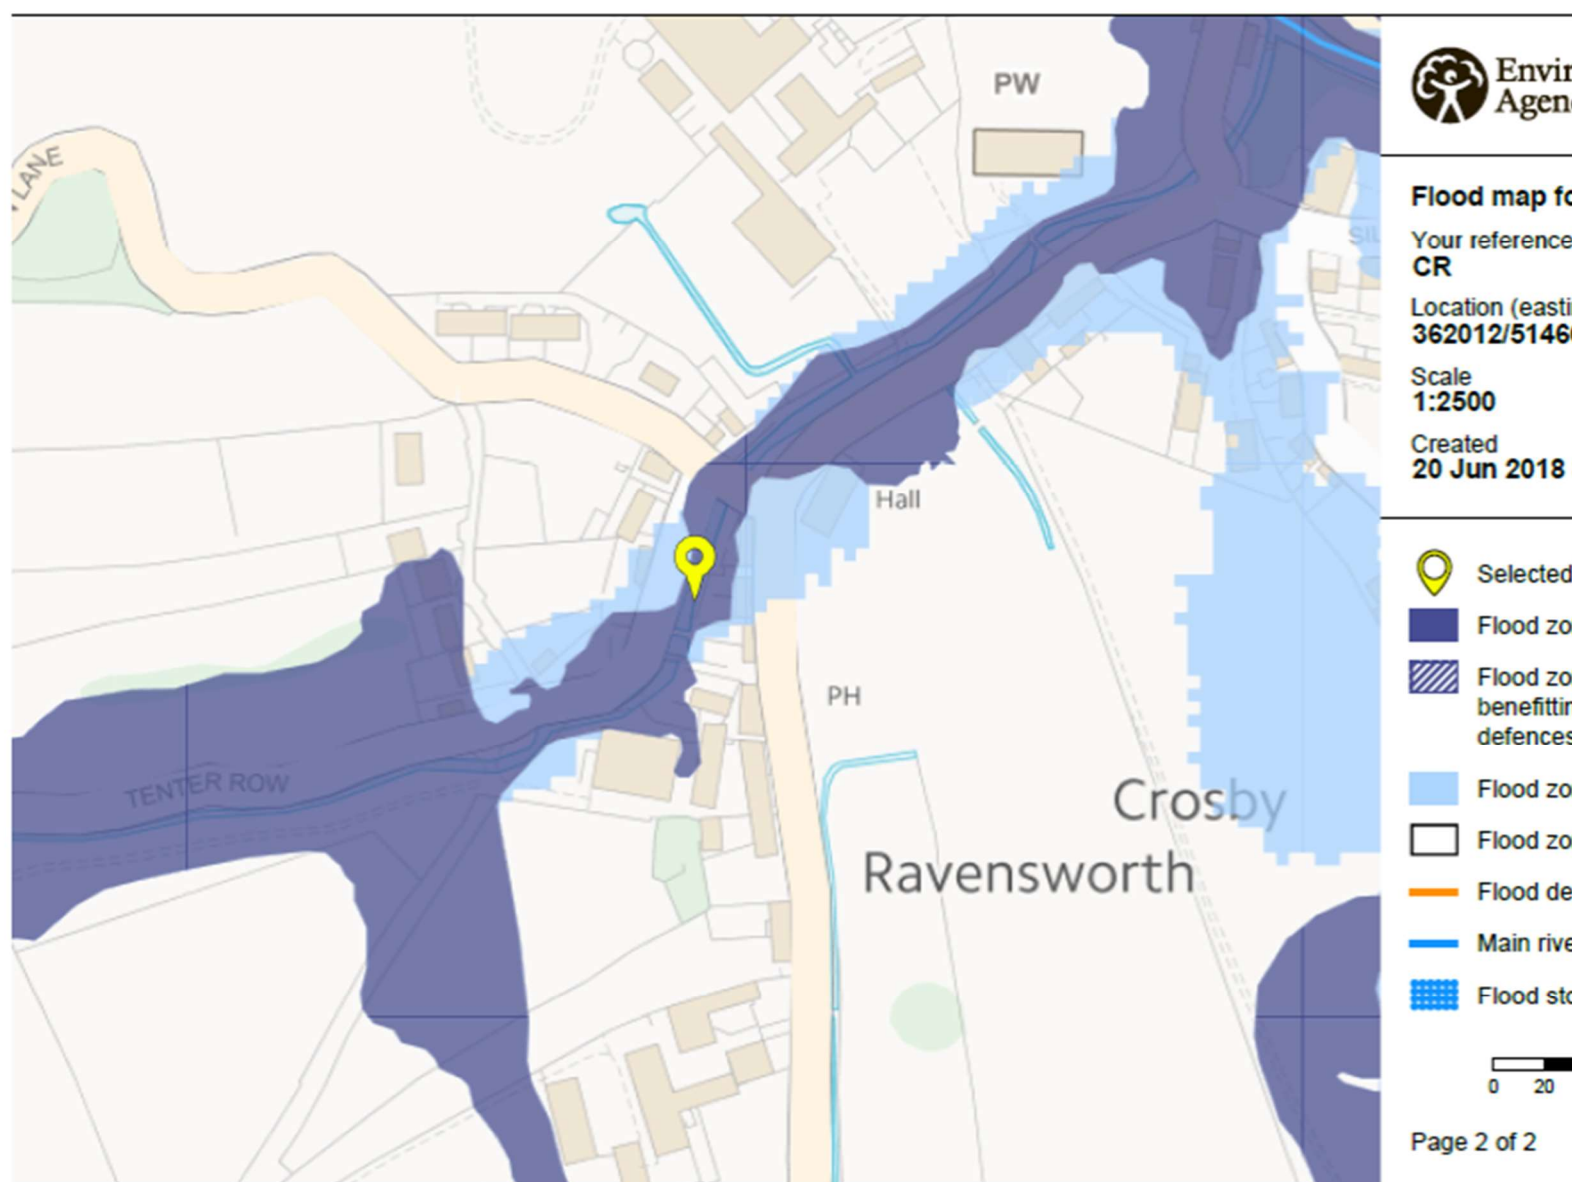 LANE
PW
SIL
Hall
PH
TENTER ROW
Crosby
Ravensworth
Envir
Agen
Flood map fo
Your reference
CR
Location (easti
362012/5146
Scale
1:2500
Created
20 Jun 2018
Selected
Flood zo
Flood zo
benefittin
defences
Flood zo
Flood zo
Flood de
Main rive
Flood sto
0 20
Page 2 of 2